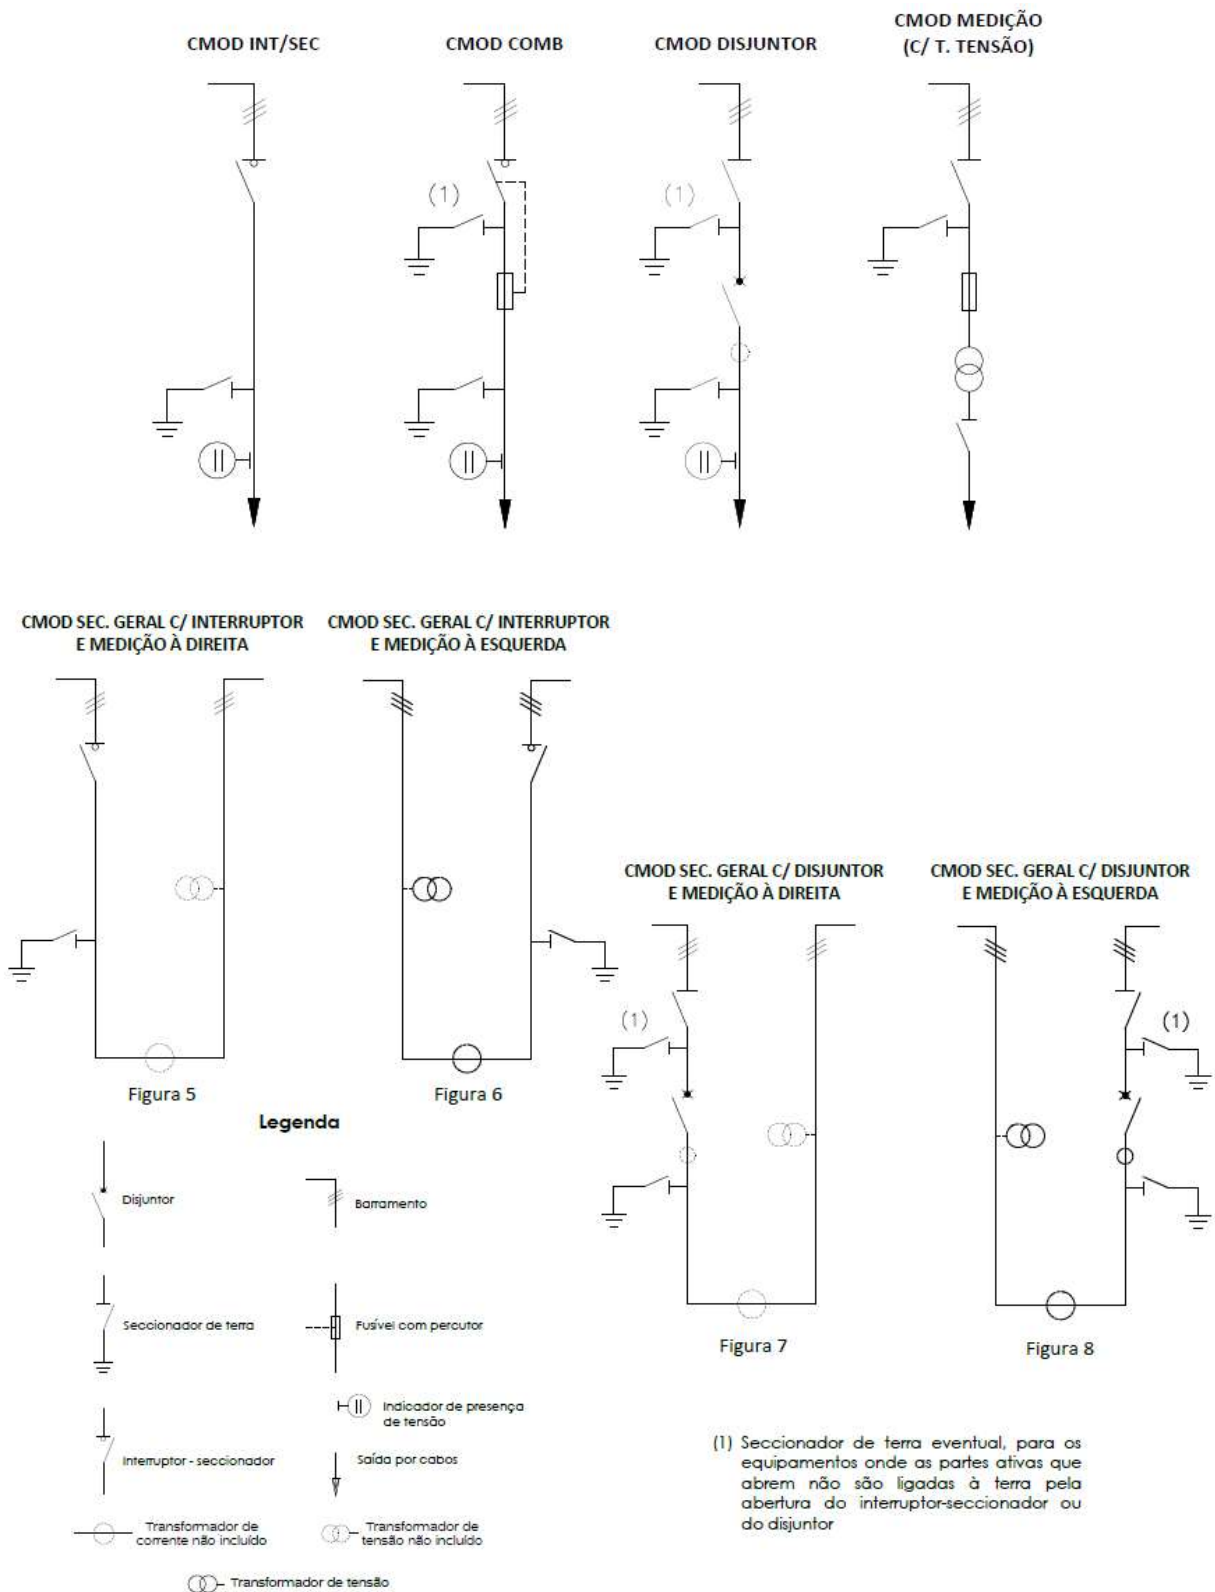 CMOD INT/SEC
CMOD COMB
CMOD DISJUNTOR
CMOD MEDIÇÃO
(C/ T. TENSÃO)
(1)
(1)
CMOD SEC. GERAL C/ INTERRUPTOR
E MEDIÇÃO À DIREITA
CMOD SEC. GERAL C/ INTERRUPTOR
E MEDIÇÃO À ESQUERDA
Figura 5
Figura 6
CMOD SEC. GERAL C/ DISJUNTOR
E MEDIÇÃO À DIREITA
CMOD SEC. GERAL C/ DISJUNTOR
E MEDIÇÃO À ESQUERDA
(1)
(1)
Figura 7
Figura 8
Legenda
Disjuntor
Barramento
Seccionador de terra
Fusível com percutor
Indicador de presença
de tensão
Interruptor - seccionador
Saída por cabos
Transformador de
corrente não incluído
Transformador de
tensão não incluído
Transformador de tensão
(1) Seccionador de terra eventual, para os
equipamentos onde as partes ativas que
abrem não são ligadas à terra pela
abertura do interruptor-seccionador ou
do disjuntor